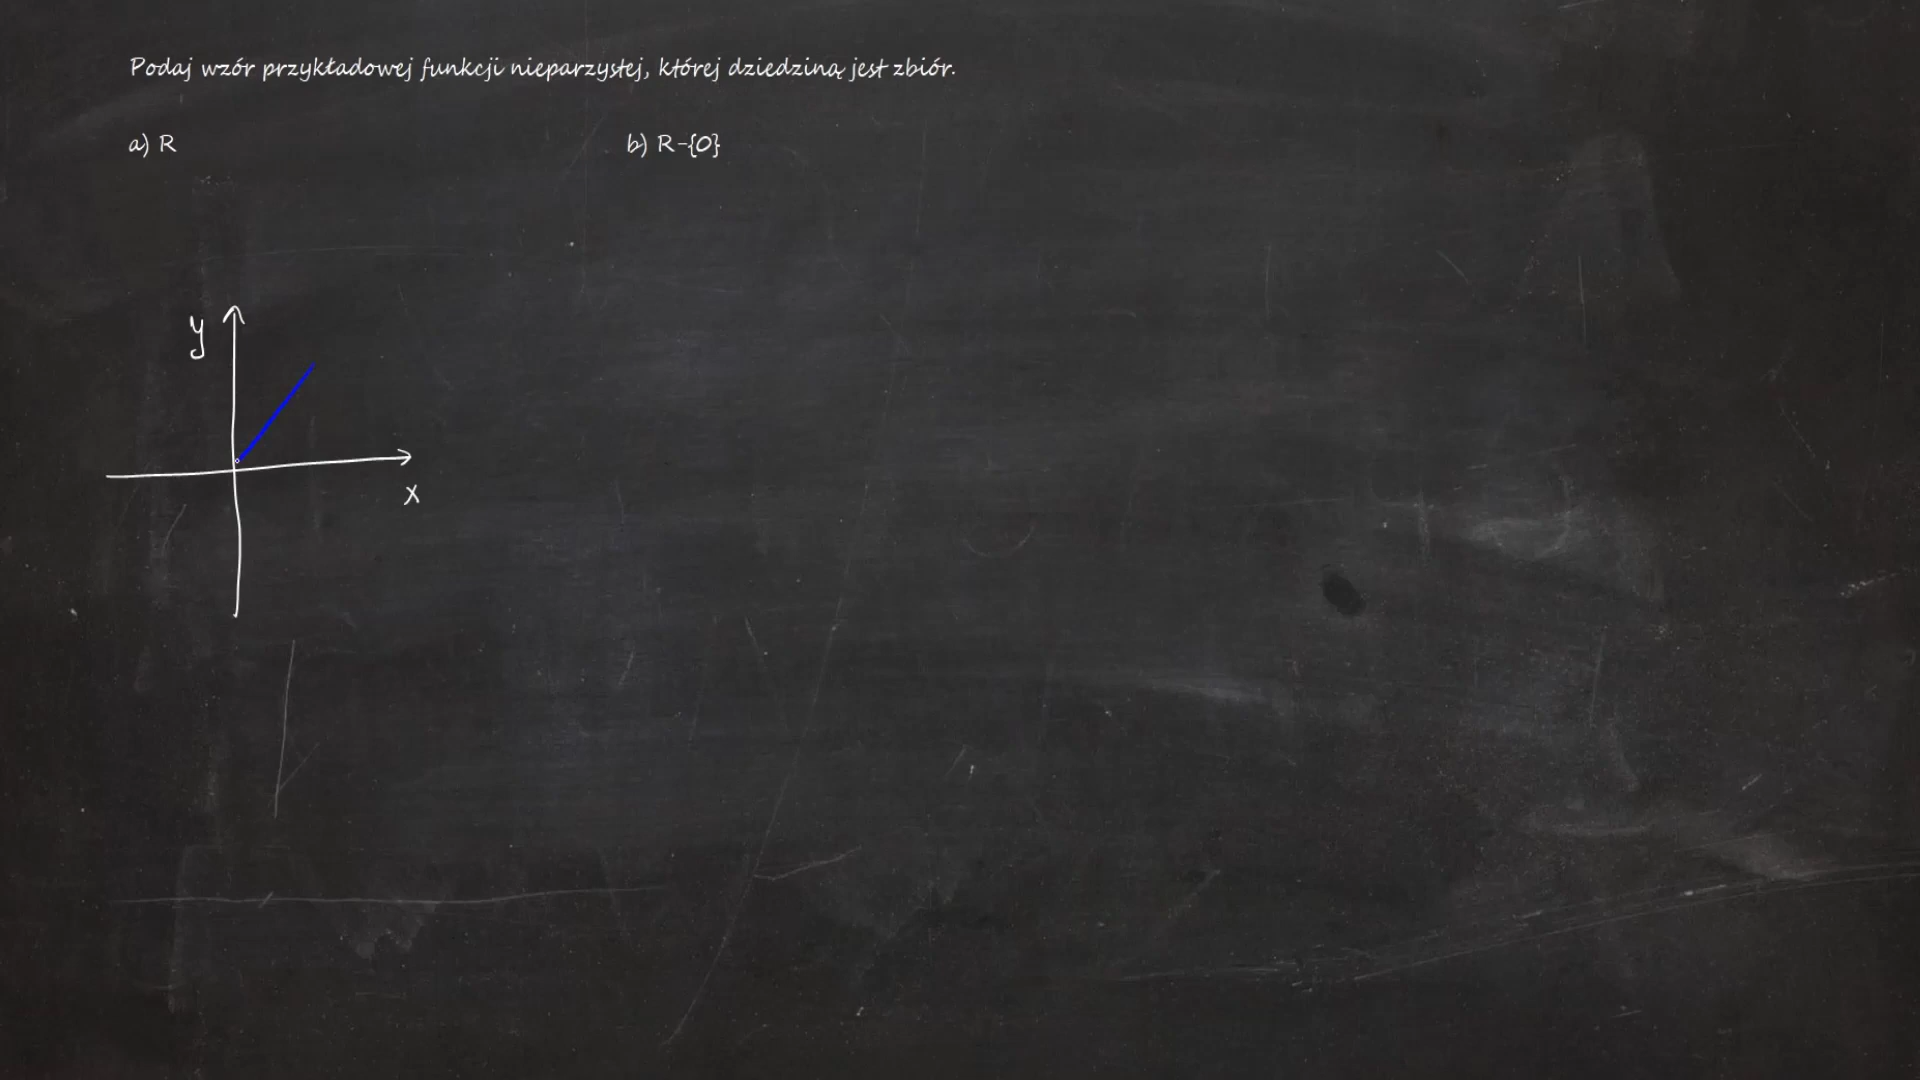 Podaj wzór przykładowej funkcji nieparzystej, której dziedziną jest zbiór.
a) R
b) R-{0}
y
x